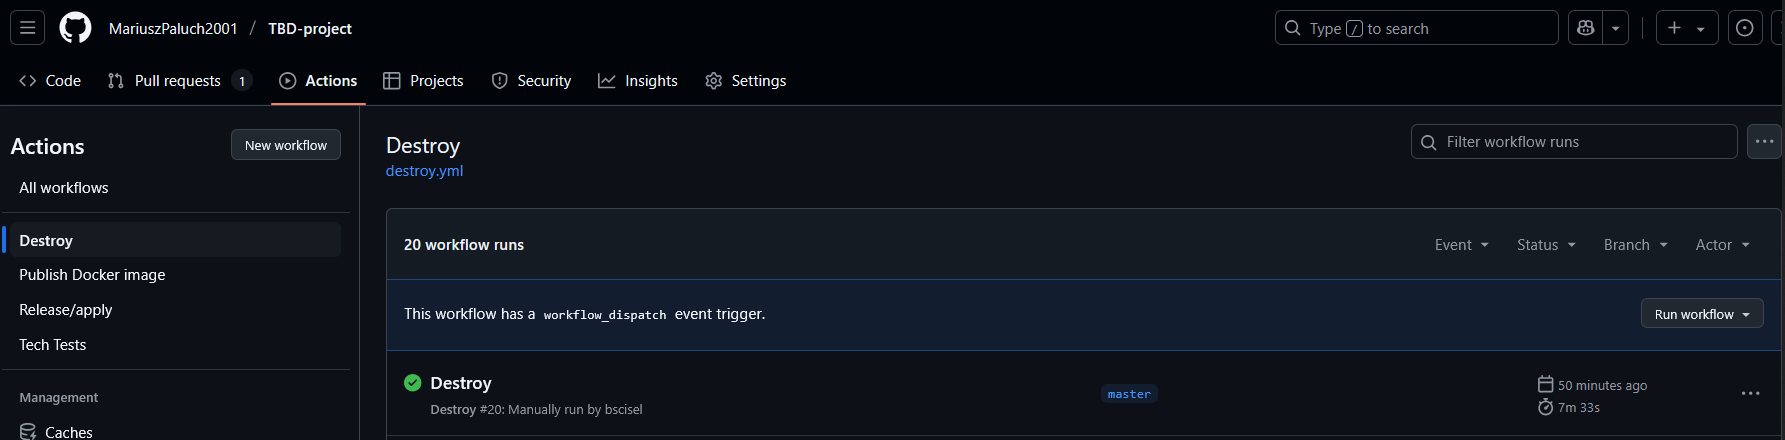 MariuszPaluch2001 / TBD-project
Type / to search
Code
Pull requests 1
Actions
Projects
Security
Insights
Settings
Actions
New workflow
All workflows
Destroy
Publish Docker image
Release/apply
Tech Tests
Management
Caches
Destroy
destroy.yml
Filter workflow runs
20 workflow runs
Event
Status
Branch
Actor
This workflow has a workflow_dispatch event trigger.
Run workflow
Destroy
Destroy #20: Manually run by bscisel
master
50 minutes ago
7m 33s